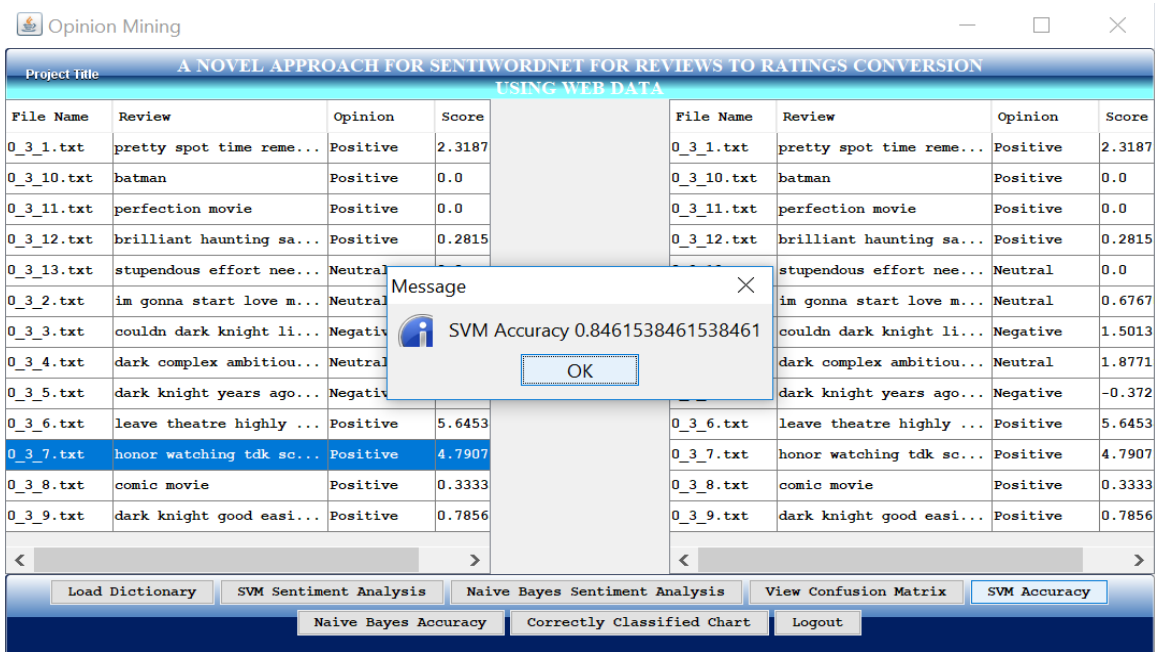 Opinion Mining
Project Title
A NOVEL APPROACH FOR SENTIWORDNET FOR REVIEWS TO RATINGS CONVERSION
USING WEB DATA
File Name Review Opinion Score File Name Review Opinion Score
0_3_1.txt pretty spot time reme... Positive 2.3187 0_3_1.txt pretty spot time reme... Positive 2.3187
0_3_10.txt batman Positive 0.0 0_3_10.txt batman Positive 0.0
0_3_11.txt perfection movie Positive 0.0 0_3_11.txt perfection movie Positive 0.0
0_3_12.txt brilliant haunting sa... Positive 0.2815 0_3_12.txt brilliant haunting sa... Positive 0.2815
0_3_13.txt stupendous effort nee... Neutral stupendous effort nee... Neutral 0.0
0_3_2.txt im gonna start love m... Neutral im gonna start love m... Neutral 0.6767
0_3_3.txt couldn dark knight li... Negativ couldn dark knight li... Negative 1.5013
0_3_4.txt dark complex ambitiou... Neutral dark complex ambitiou... Neutral 1.8771
0_3_5.txt dark knight years ago... Negativ dark knight years ago... Negative -0.372
0_3_6.txt leave theatre highly ... Positive 5.6453 0_3_6.txt leave theatre highly ... Positive 5.6453
0_3_7.txt honor watching tdk sc... Positive 4.7907 0_3_7.txt honor watching tdk sc... Positive 4.7907
0_3_8.txt comic movie Positive 0.3333 0_3_8.txt comic movie Positive 0.3333
0_3_9.txt dark knight good easi... Positive 0.7856 0_3_9.txt dark knight good easi... Positive 0.7856
Message
SVM Accuracy 0.8461538461538461
OK
Load Dictionary SVM Sentiment Analysis Naive Bayes Sentiment Analysis View Confusion Matrix SVM Accuracy
Naive Bayes Accuracy Correctly Classified Chart Logout